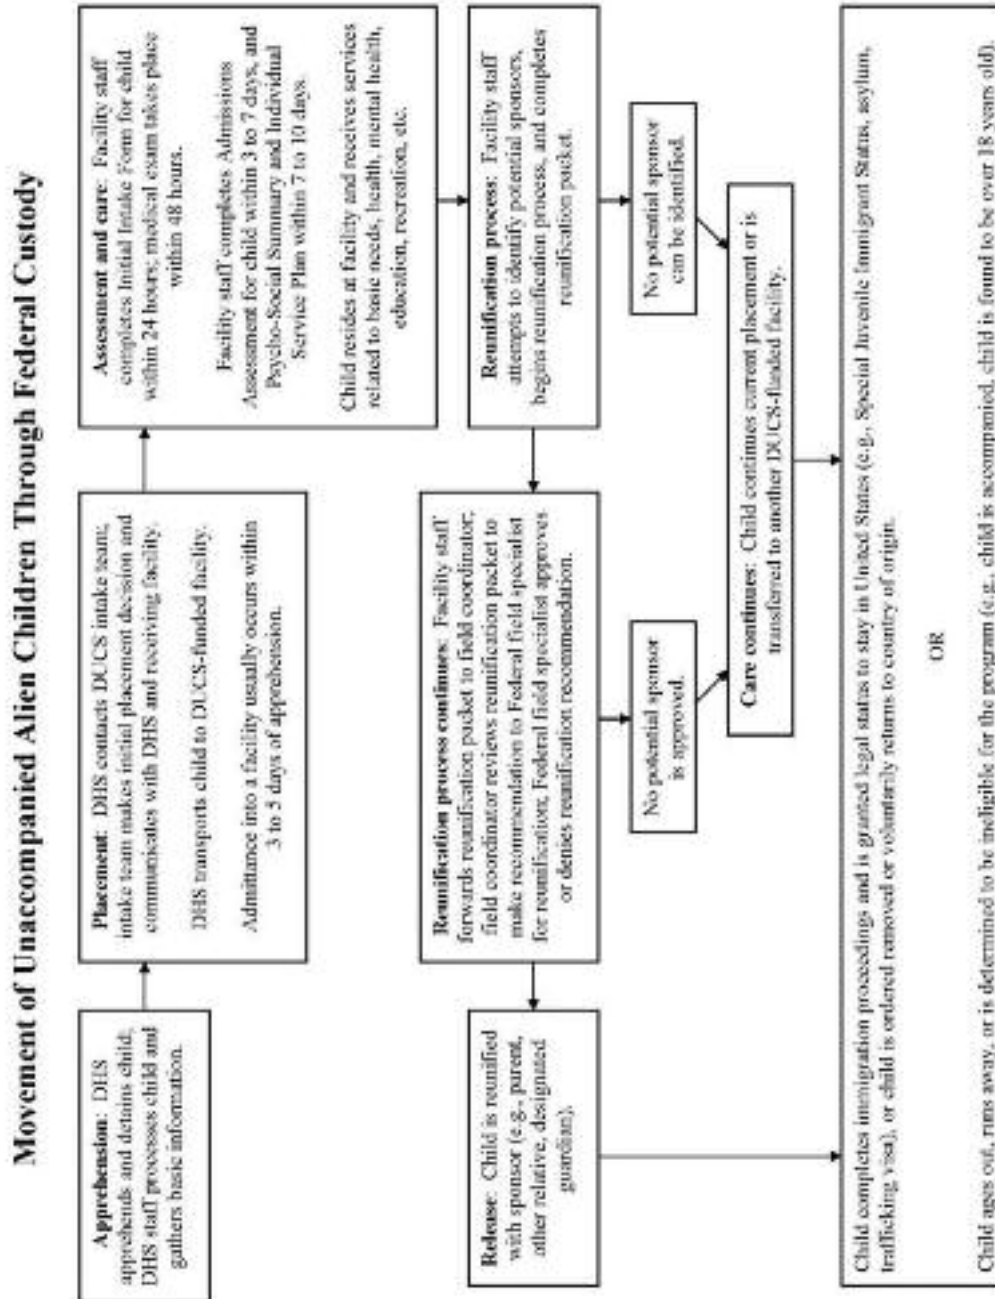 Movement of Unaccompanied Alien Children Through Federal Custody
Apprehension: DHS
apprehends and detains child;
DHS staff processes child and
gathers basic information.
Placement: DHS contacts DUCS intake team;
intake team makes initial placement decision and
communicates with DHS and receiving facility.
DHS transports child to DUCS-funded facility.
Admittance into a facility usually occurs within
3 to 5 days of apprehension.
Assessment and care: Facility staff
completes Initial Intake Form for child
within 24 hours; medical exam takes place
within 48 hours.
Facility staff completes Admissions
Assessment for child within 3 to 7 days, and
Psycho-Social Summary and Individual
Service Plan within 7 to 10 days.
Child resides at facility and receives services
related to basic needs, health, mental health,
education, recreation, etc.
Reunification process: Facility staff
attempts to identify potential sponsors,
begins reunification process, and completes
reunification packet.
Reunification process continues: Facility staff
forwards reunification packet to field coordinator;
field coordinator reviews reunification packet to
make recommendation to Federal field specialist
for reunification; Federal field specialist approves
or denies reunification recommendation.
Release: Child is reunified
with sponsor (e.g., parent,
other relative, designated
guardian).
No potential sponsor
is approved.
No potential sponsor
can be identified.
Care continues: Child continues current placement or is
transferred to another DUCS-funded facility.
Child completes immigration proceedings and is granted legal status to stay in United States (e.g., Special Juvenile Immigrant Status, asylum,
trafficking visa), or child is ordered removed or voluntarily returns to country of origin.
OR
Child ages out, runs away, or is determined to be ineligible for the program (e.g., child is accompanied, child is found to be over 18 years old).